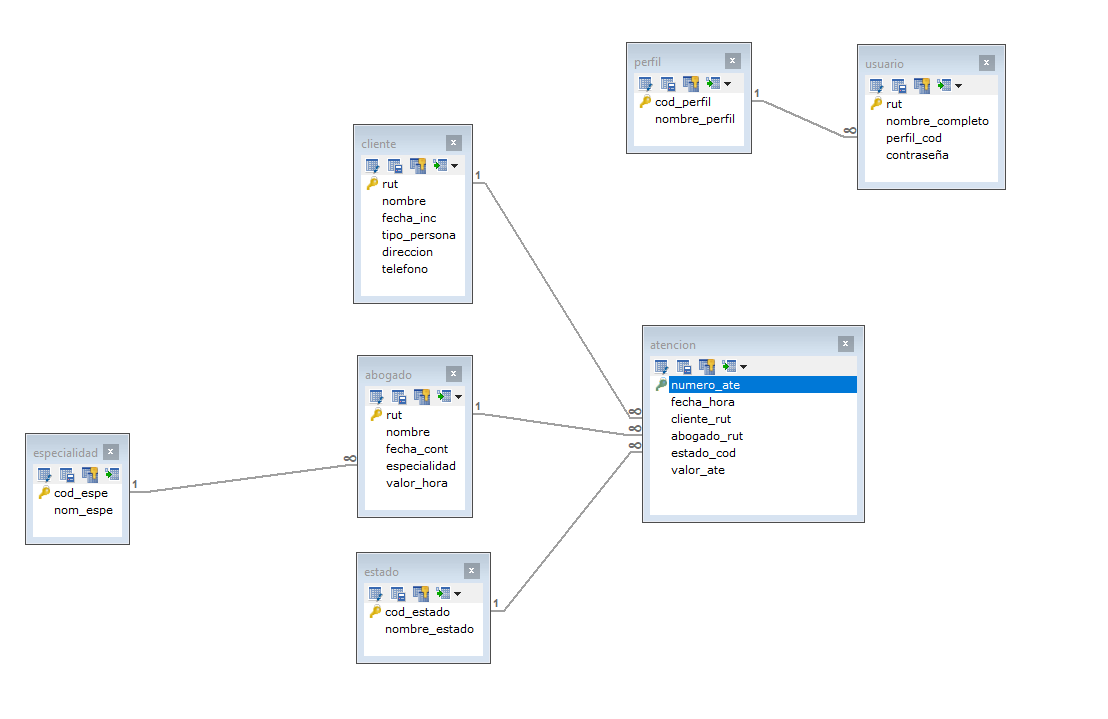 perfil
cod_perfil
nombre_perfil
1
∞
usuario
rut
nombre_completo
perfil_cod
contraseña
cliente
rut
nombre
fecha_inc
tipo_persona
direccion
telefono
1
abogado
rut
nombre
fecha_cont
especialidad
valor_hora
1
∞
especialidad
cod_espe
nom_espe
1
estado
cod_estado
nombre_estado
1
∞
∞
∞
atencion
numero_ate
fecha_hora
cliente_rut
abogado_rut
estado_cod
valor_ate